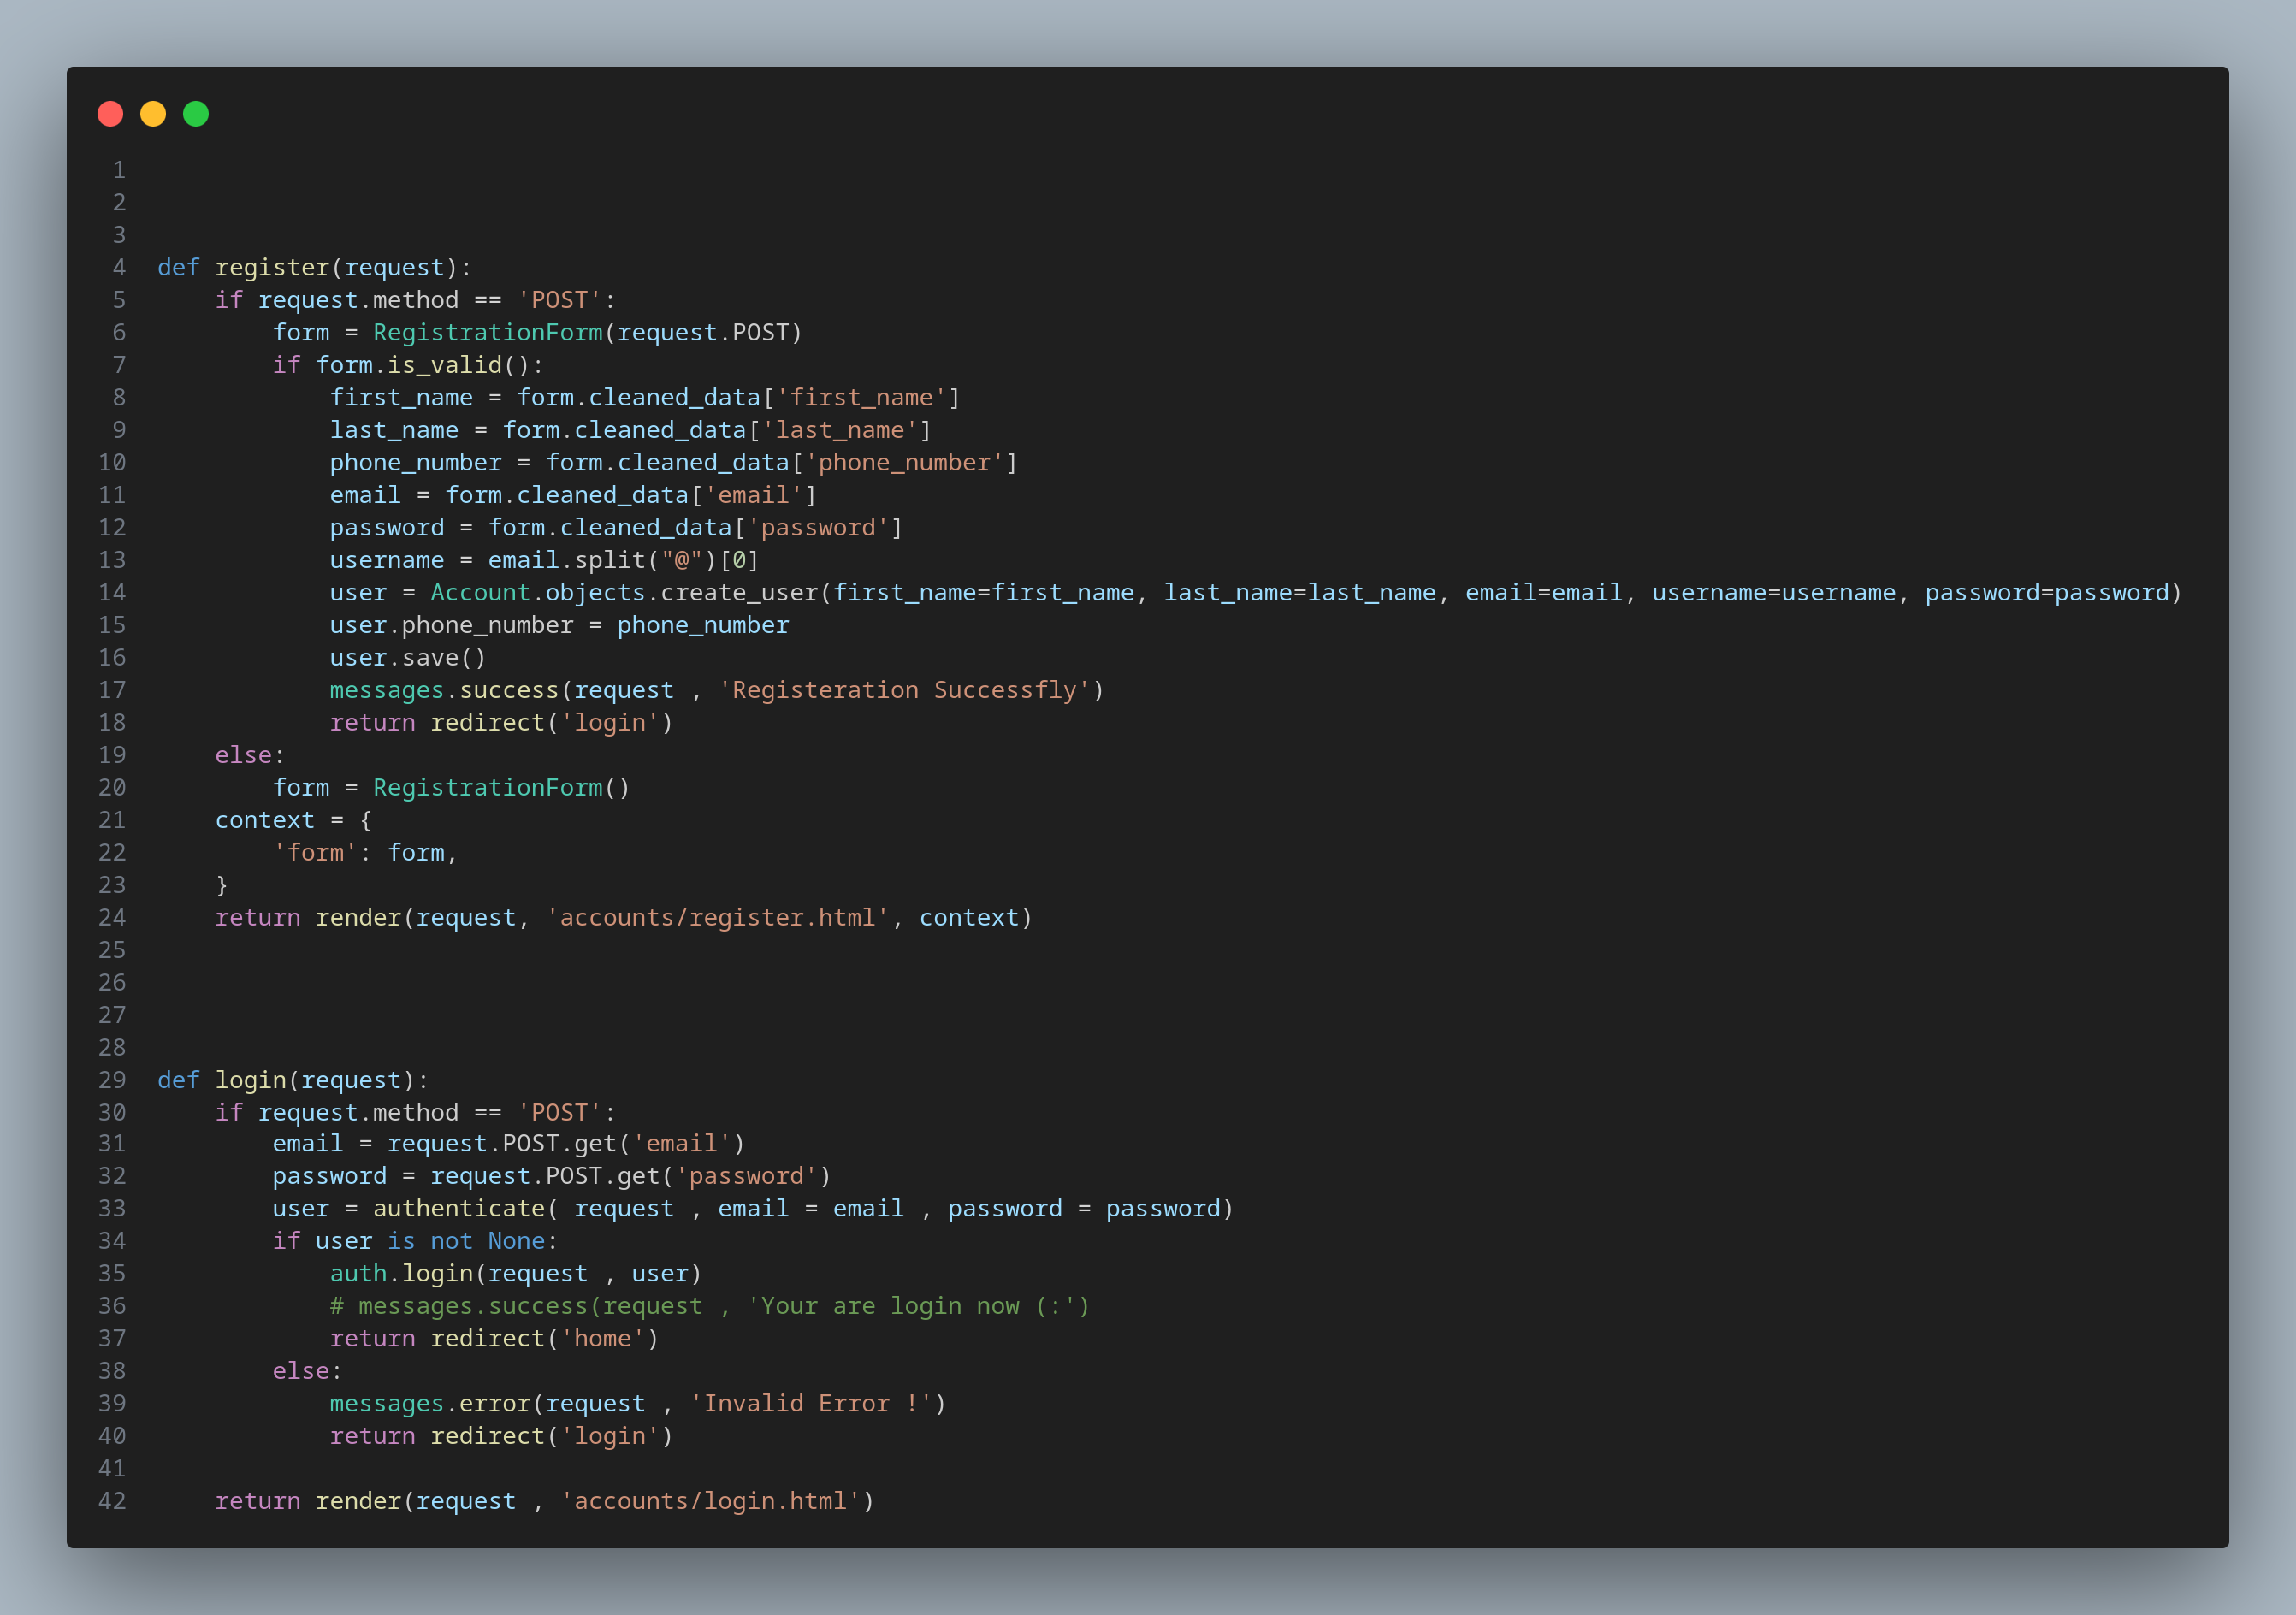 1
2
3
4 def register(request):
5     if request.method == 'POST':
6         form = RegistrationForm(request.POST)
7         if form.is_valid():
8             first_name = form.cleaned_data['first_name']
9             last_name = form.cleaned_data['last_name']
10             phone_number = form.cleaned_data['phone_number']
11             email = form.cleaned_data['email']
12             password = form.cleaned_data['password']
13             username = email.split("@")[0]
14             user = Account.objects.create_user(first_name=first_name, last_name=last_name, email=email, username=username, password=password)
15             user.phone_number = phone_number
16             user.save()
17             messages.success(request , 'Registeration Successfly')
18             return redirect('login')
19     else:
20         form = RegistrationForm()
21     context = {
22         'form': form,
23     }
24     return render(request, 'accounts/register.html', context)
25
26
27
28
29 def login(request):
30     if request.method == 'POST':
31         email = request.POST.get('email')
32         password = request.POST.get('password')
33         user = authenticate( request , email = email , password = password)
34         if user is not None:
35             auth.login(request , user)
36             # messages.success(request , 'Your are login now (:')
37             return redirect('home')
38         else:
39             messages.error(request , 'Invalid Error !')
40             return redirect('login')
41
42     return render(request , 'accounts/login.html')